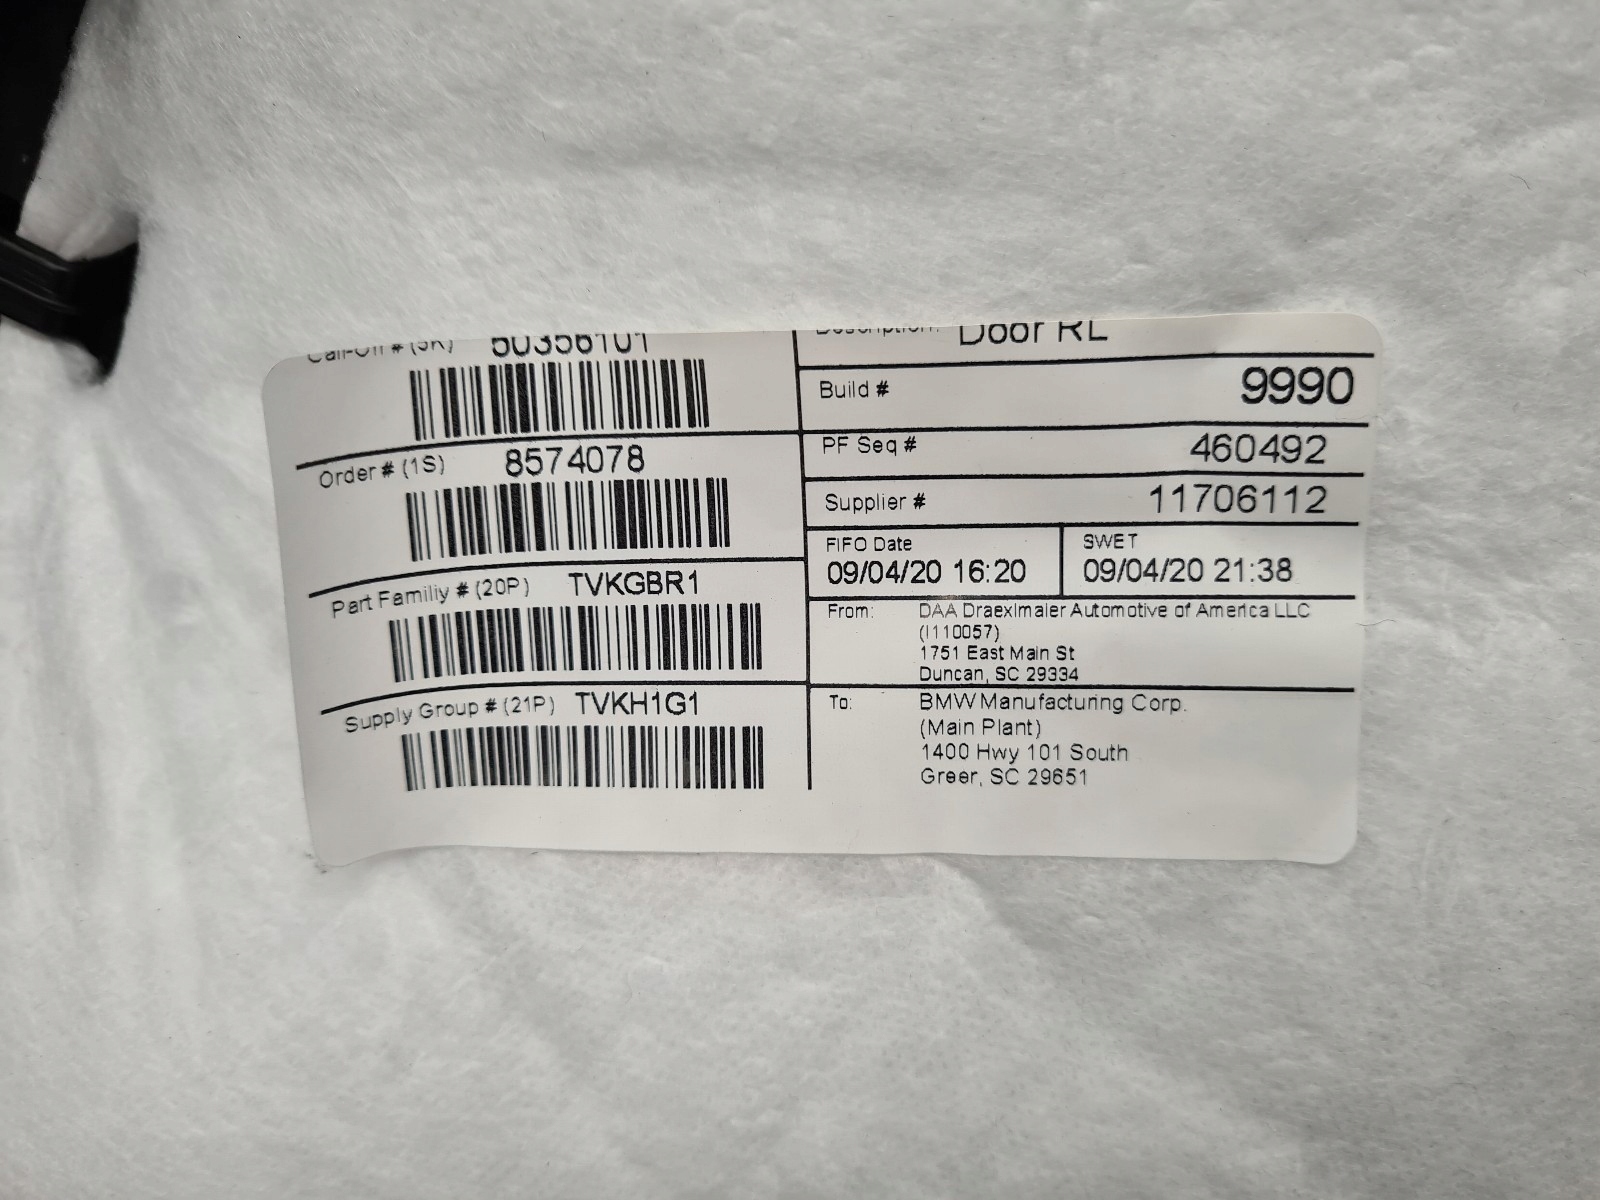 Call-Off # (5K) 50356101
Order # (1S) 8574078
Part Familiy # (20P) TVKGBR1
Supply Group # (21P) TVKH1G1
Description: Door RL
Build # 9990
PF Seq # 460492
Supplier # 11706112
FIFO Date SWET
09/04/20 16:20 09/04/20 21:38
From: DAA Draexlmaier Automotive of America LLC
(I110057)
1751 East Main St
Duncan, SC 29334
To: BMW Manufacturing Corp.
(Main Plant)
1400 Hwy 101 South
Greer, SC 29651